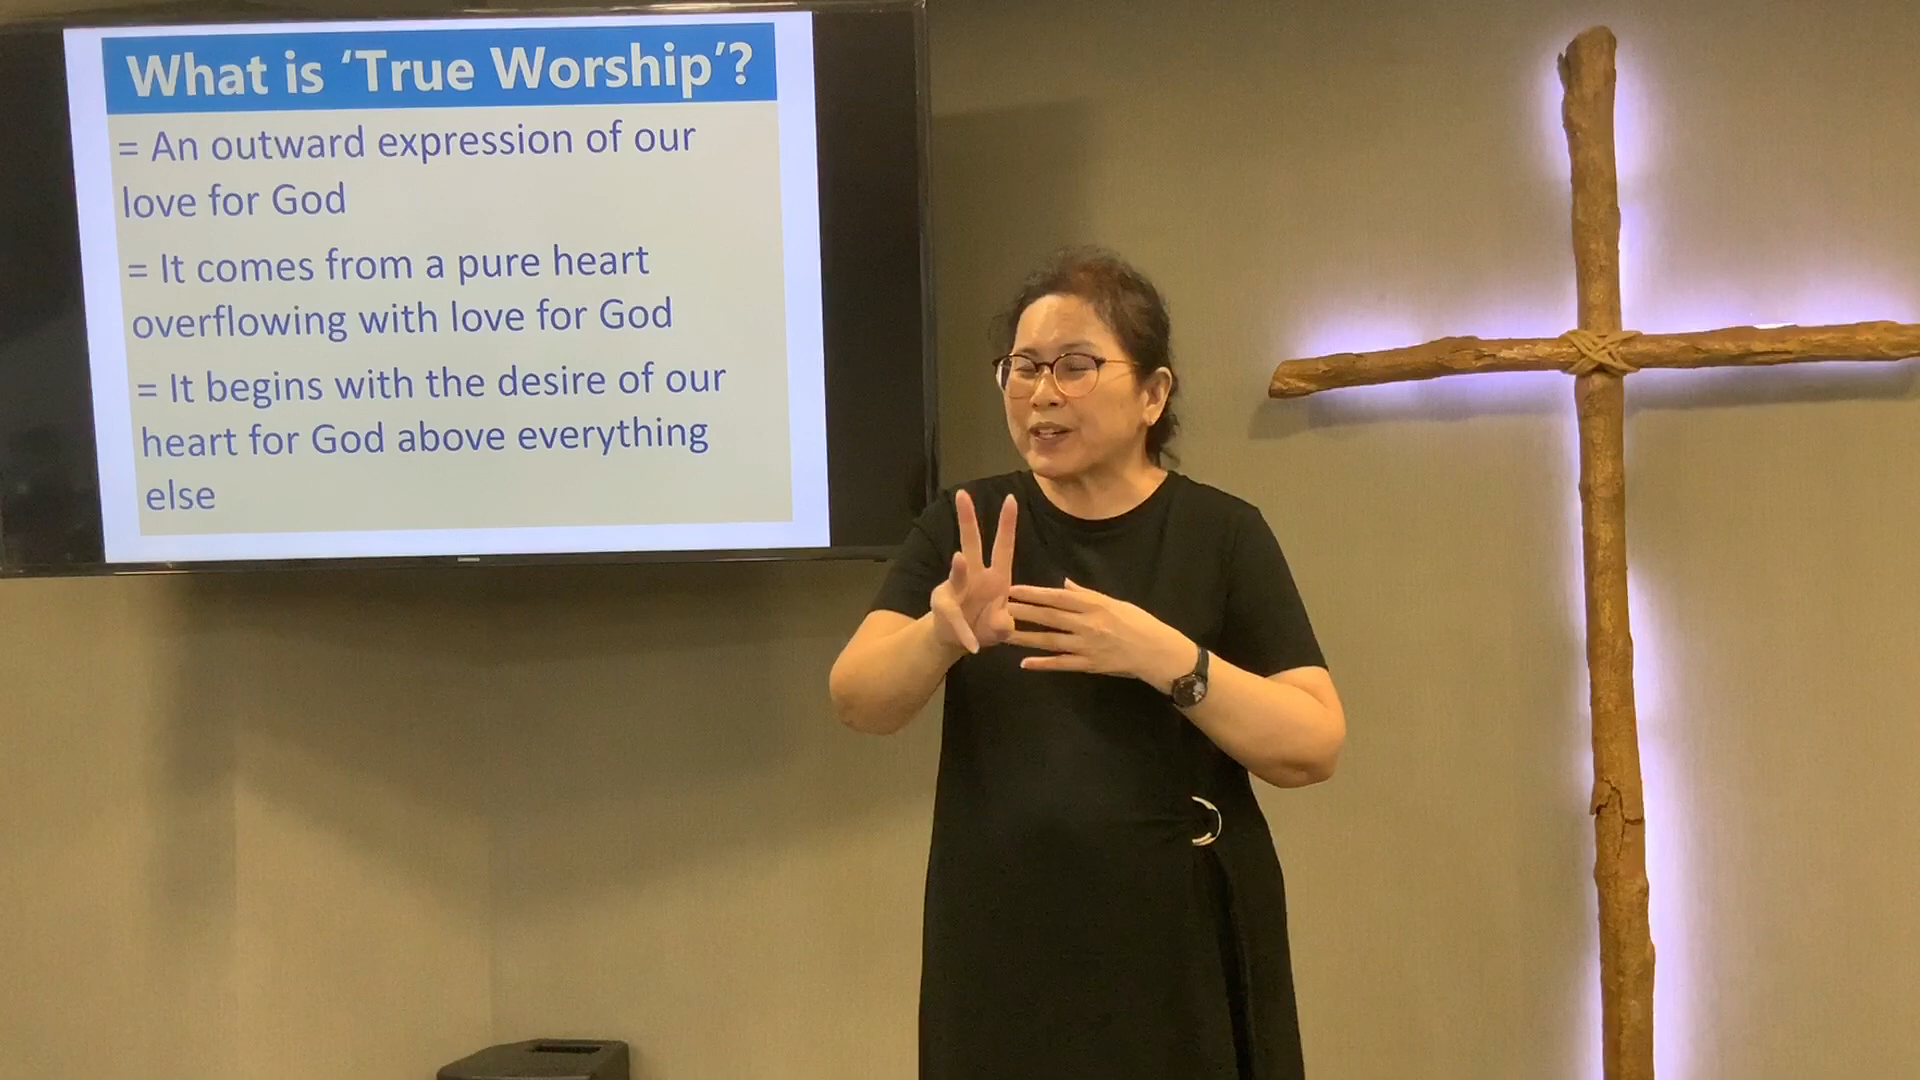 What is ‘True Worship’?
= An outward expression of our
love for God
= It comes from a pure heart
overflowing with love for God
= It begins with the desire of our
heart for God above everything
else